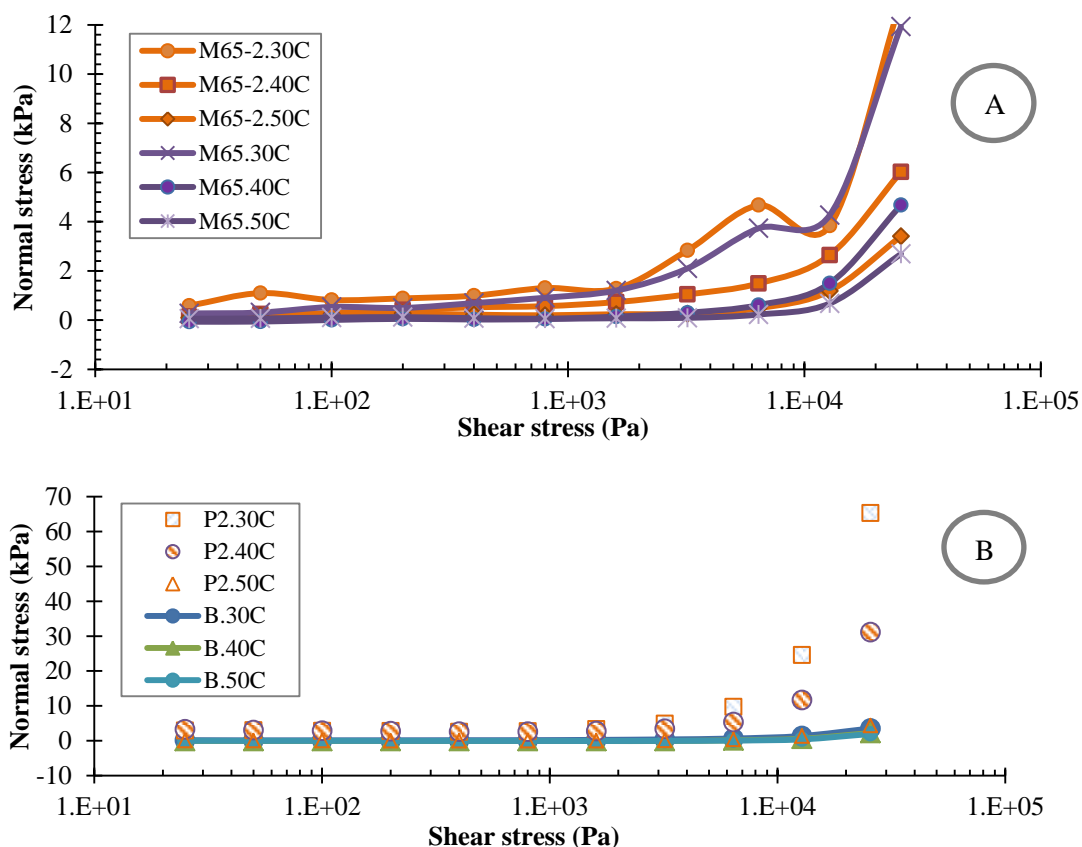 12
10
8
6
4
2
0
-2
Normal stress (kPa)
M65-2.30C
M65-2.40C
M65-2.50C
M65.30C
M65.40C
M65.50C
A
1.E+01 1.E+02 1.E+03 1.E+04 1.E+05
Shear stress (Pa)
70
60
50
40
30
20
10
0
-10
Normal stress (kPa)
P2.30C
P2.40C
P2.50C
B.30C
B.40C
B.50C
B
1.E+01 1.E+02 1.E+03 1.E+04 1.E+05
Shear stress (Pa)